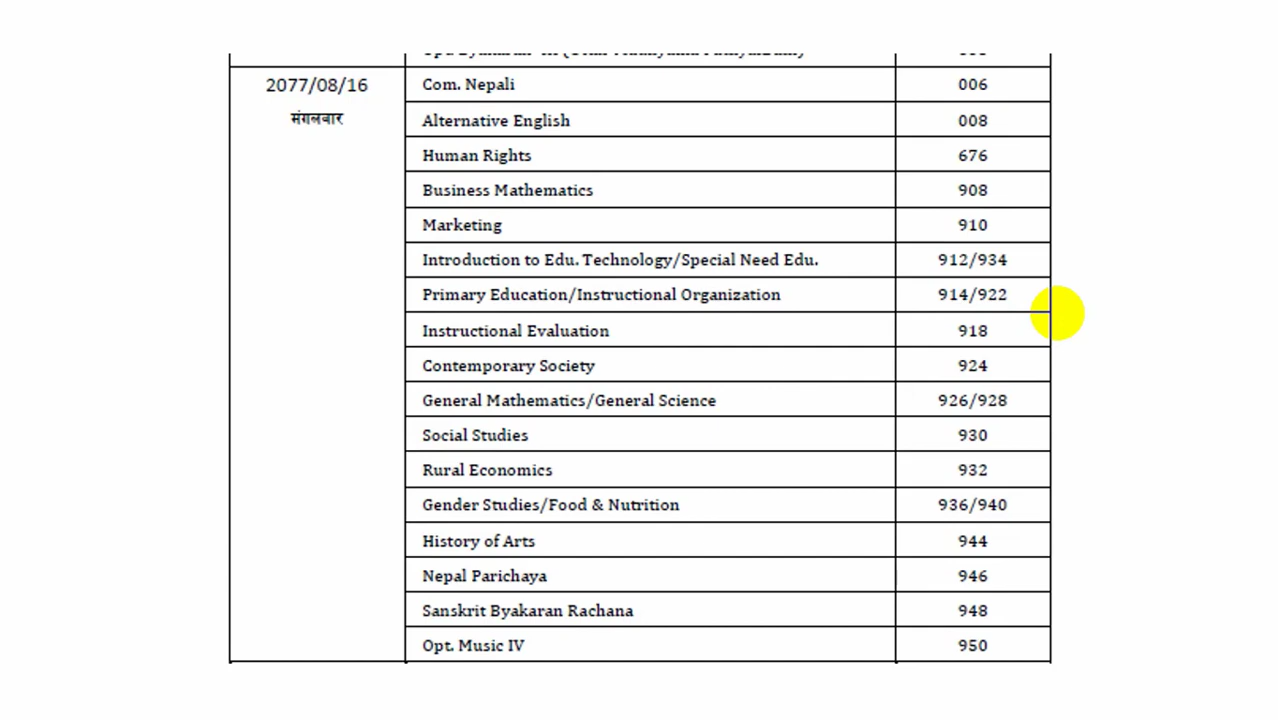 2077/08/16
मंगलबार
Com. Nepali 006
Alternative English 008
Human Rights 676
Business Mathematics 908
Marketing 910
Introduction to Edu. Technology/Special Need Edu. 912/934
Primary Education/Instructional Organization 914/922
Instructional Evaluation 918
Contemporary Society 924
General Mathematics/General Science 926/928
Social Studies 930
Rural Economics 932
Gender Studies/Food & Nutrition 936/940
History of Arts 944
Nepal Parichaya 946
Sanskrit Byakaran Rachana 948
Opt. Music IV 950